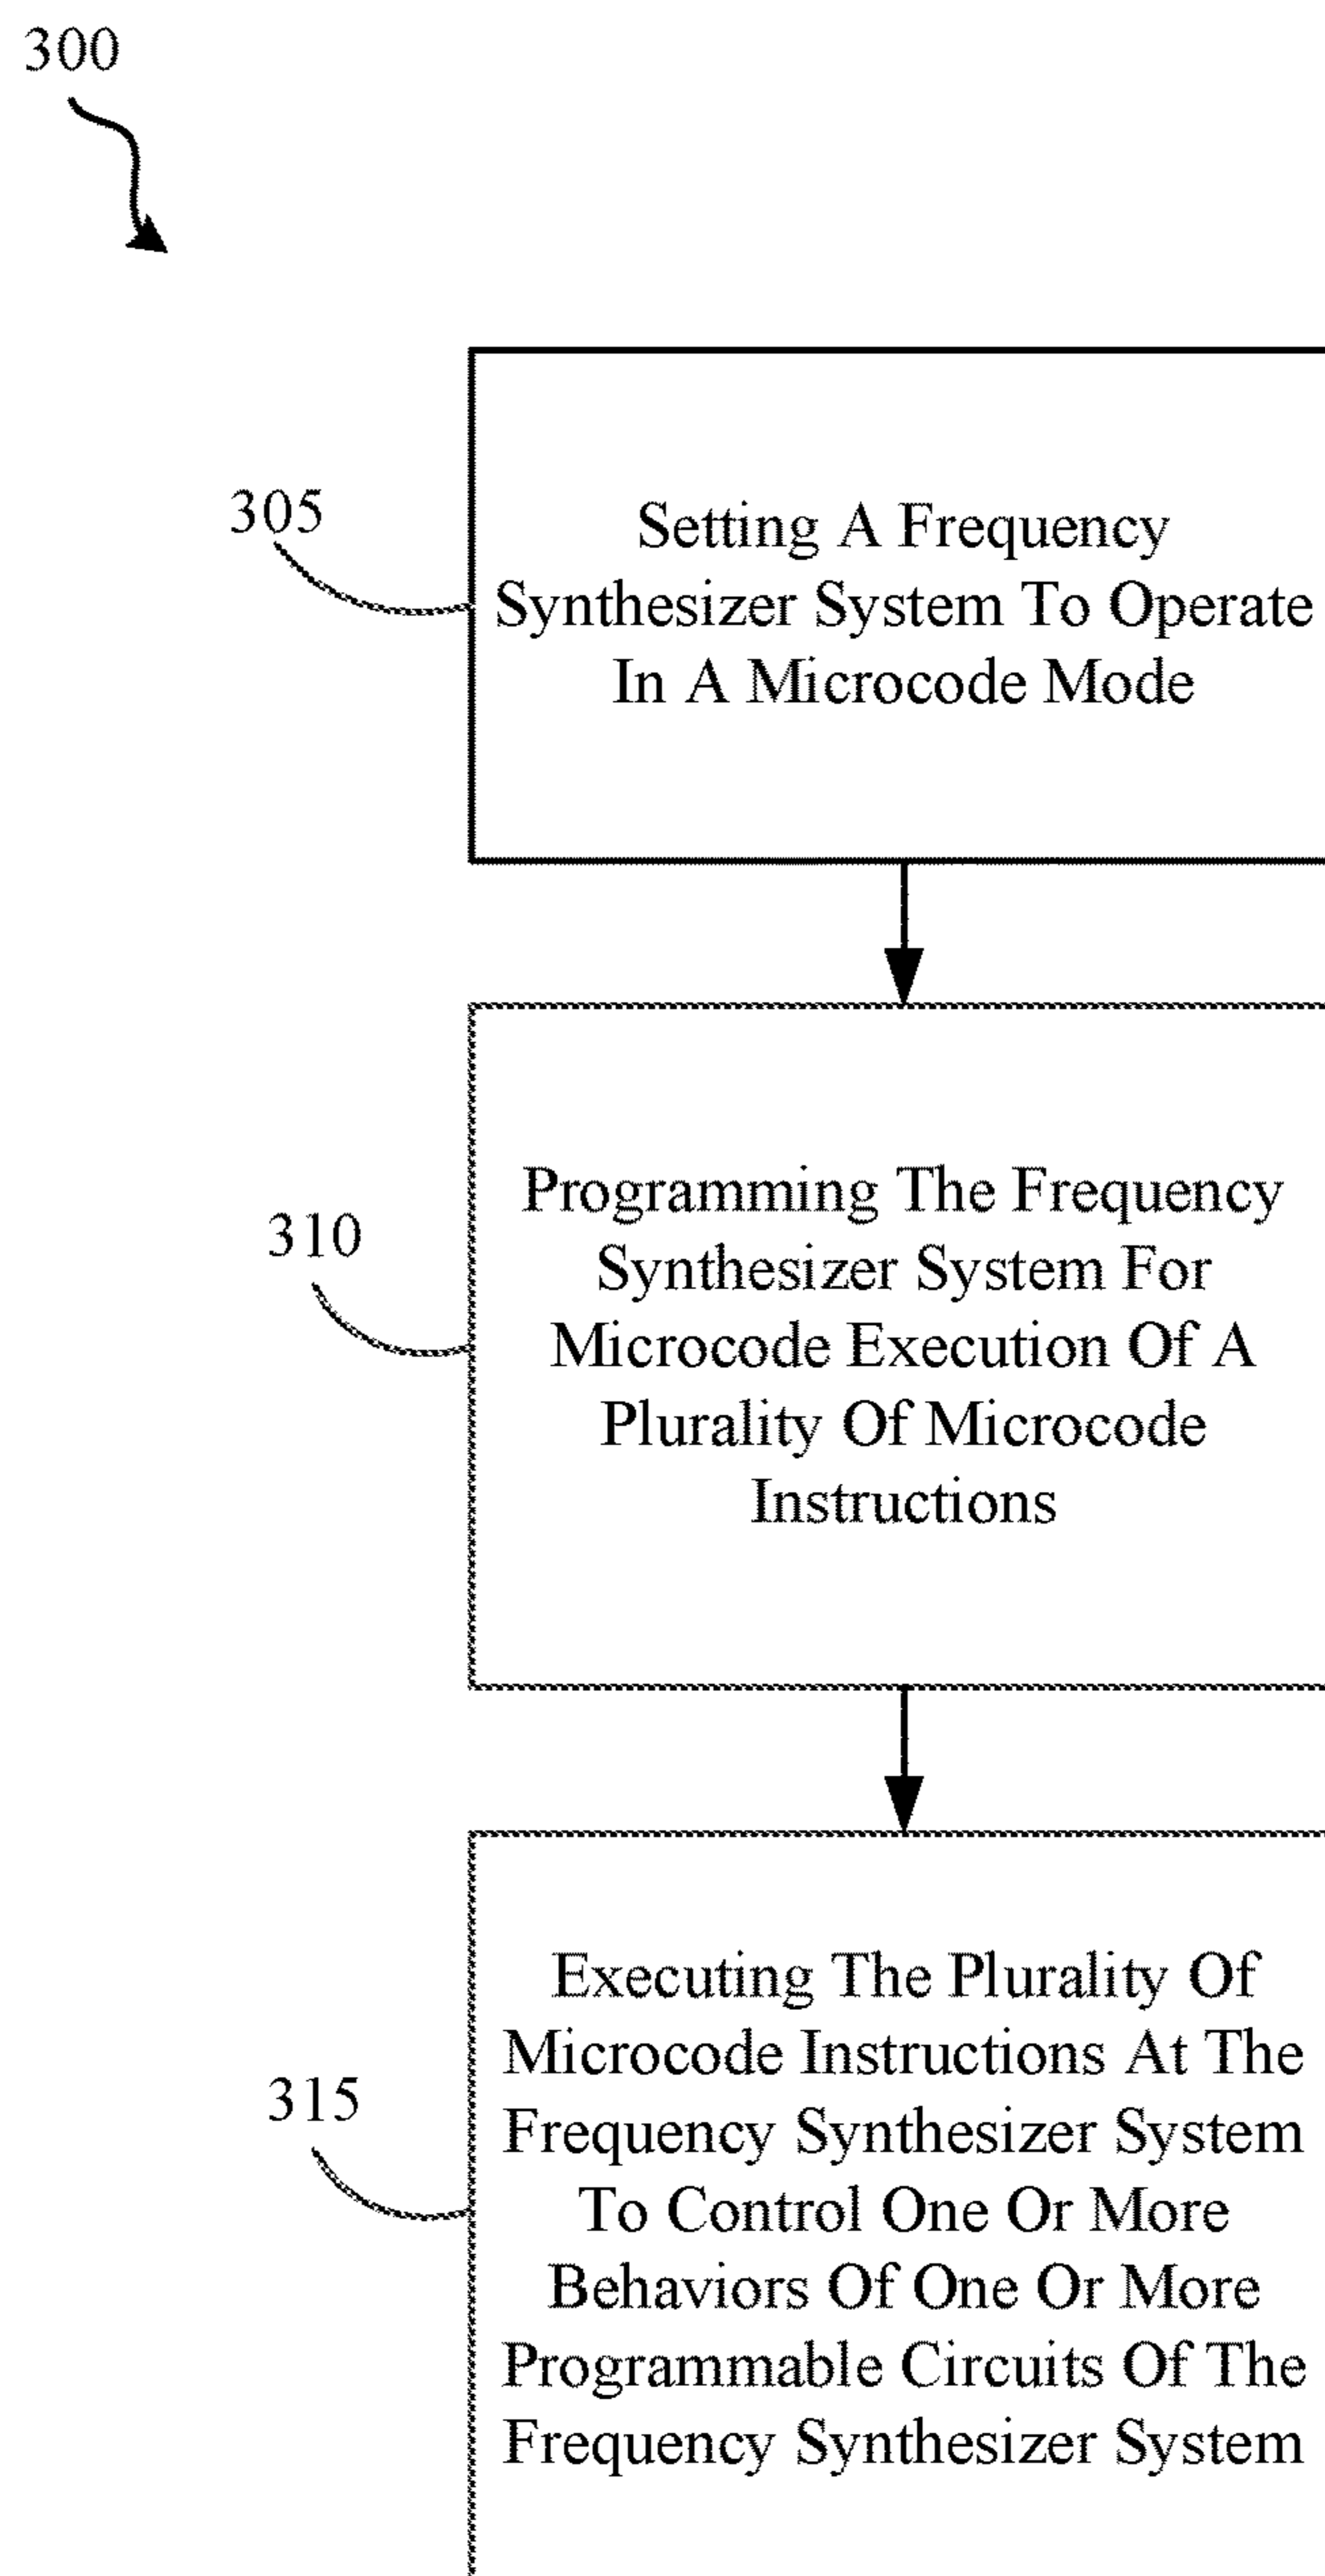 300
305
Setting A Frequency
Synthesizer System To Operate
In A Microcode Mode
310
Programming The Frequency
Synthesizer System For
Microcode Execution Of A
Plurality Of Microcode
Instructions
315
Executing The Plurality Of
Microcode Instructions At The
Frequency Synthesizer System
To Control One Or More
Behaviors Of One Or More
Programmable Circuits Of The
Frequency Synthesizer System